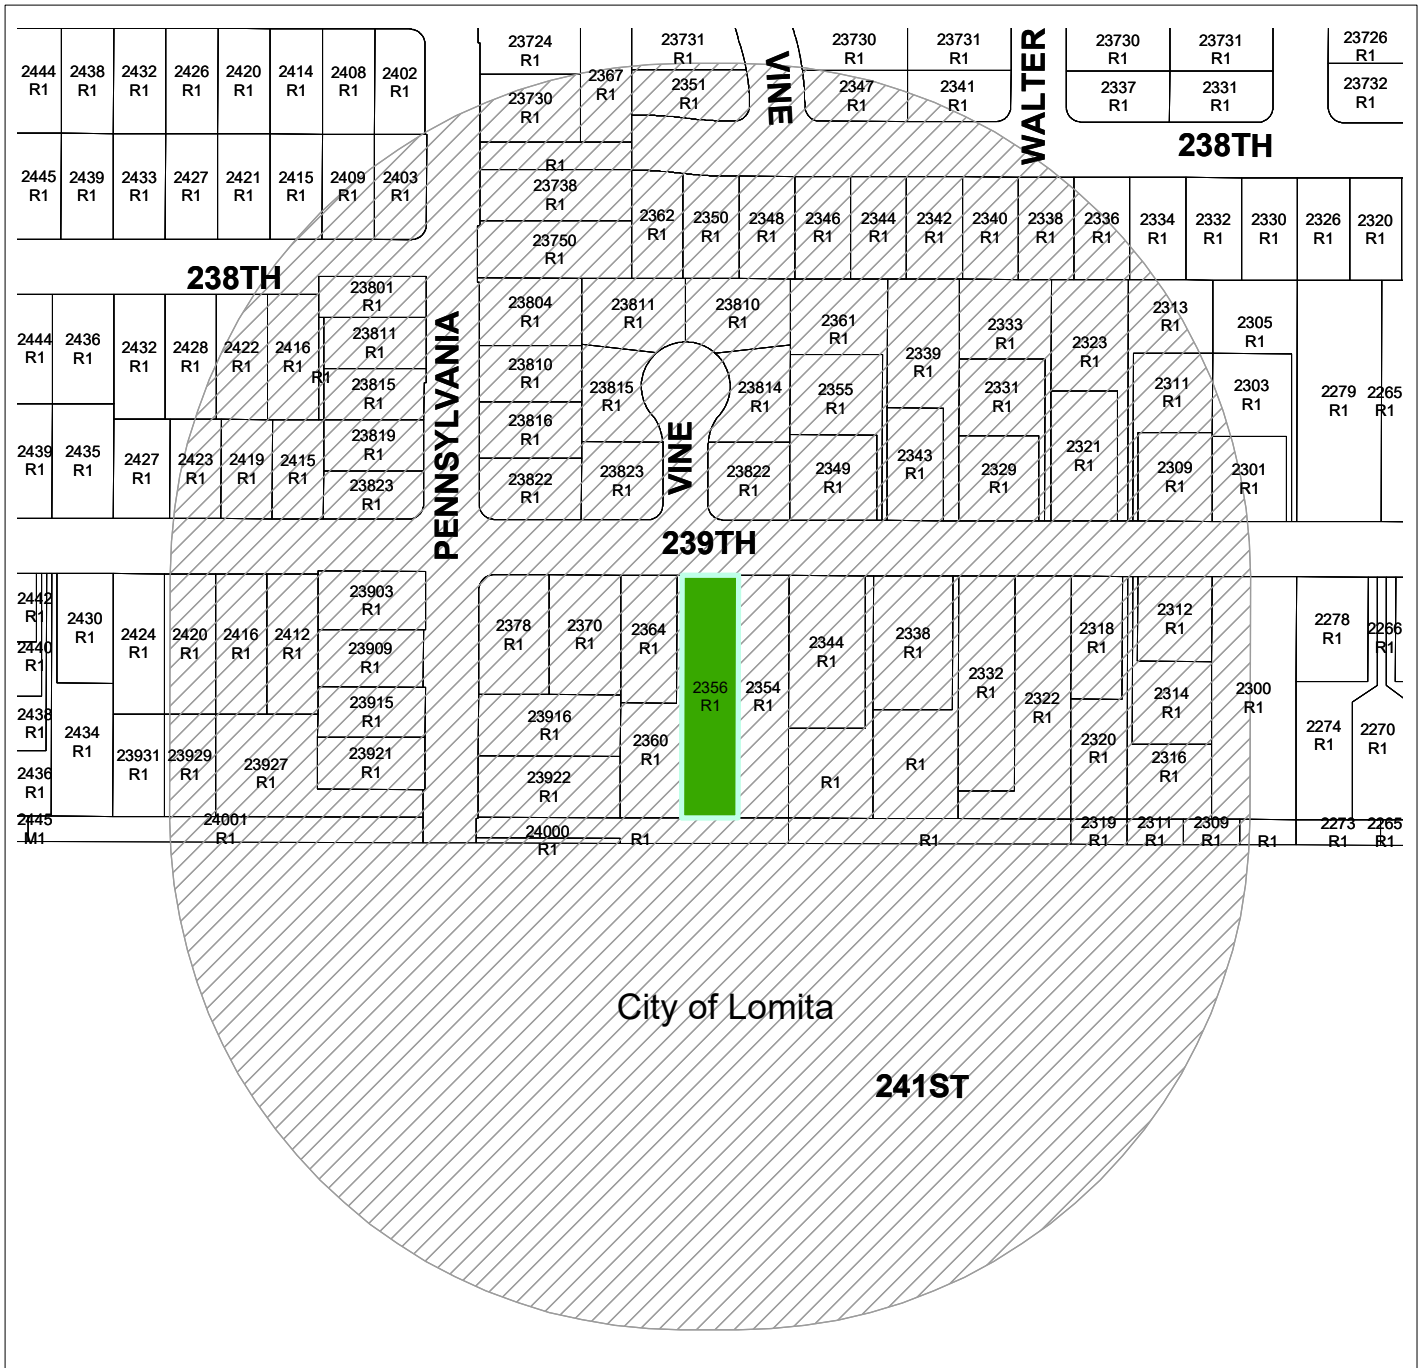 23724
R1
23731
R1
23730
R1
23731
R1
WALTER
23730
R1
23731
R1
23726
R1
2444
R1
2438
R1
2432
R1
2426
R1
2420
R1
2414
R1
2408
R1
2402
R1
23730
R1
2367
R1
2351
R1
VINE
2347
R1
2341
R1
2337
R1
2331
R1
23732
R1
238TH
2445
R1
2439
R1
2433
R1
2427
R1
2421
R1
2415
R1
2409
R1
2403
R1
R1
23738
R1
23750
R1
2362
R1
2350
R1
2348
R1
2346
R1
2344
R1
2342
R1
2340
R1
2338
R1
2336
R1
2334
R1
2332
R1
2330
R1
2326
R1
2320
R1
238TH
23801
R1
PENNSYLVANIA
23804
R1
23811
R1
23810
R1
2361
R1
2339
R1
2333
R1
2323
R1
2313
R1
2305
R1
2444
R1
2436
R1
2432
R1
2428
R1
2422
R1
2416
R1
R1
23811
R1
23815
R1
23810
R1
23815
R1
23814
R1
2355
R1
2331
R1
2311
R1
2303
R1
2279
R1
2265
R1
2439
R1
2435
R1
2427
R1
2423
R1
2419
R1
2415
R1
23819
R1
23823
R1
23816
R1
23822
R1
23823
R1
VINE
23822
R1
2349
R1
2343
R1
2329
R1
2321
R1
2309
R1
2301
R1
239TH
2442
R1
2440
R1
2430
R1
2424
R1
2420
R1
2416
R1
2412
R1
23903
R1
23909
R1
2378
R1
2370
R1
2364
R1
2356
R1
2354
R1
2344
R1
2338
R1
2332
R1
2322
R1
2318
R1
2312
R1
2314
R1
2300
R1
2278
R1
2266
R1
2438
R1
2436
R1
2434
R1
23931
R1
23929
R1
23927
R1
23915
R1
23921
R1
23916
R1
23922
R1
2360
R1
R1
R1
2320
R1
2316
R1
2274
R1
2270
R1
2445
M1
24001
R1
24000
R1
R1
R1
2319
R1
2311
R1
2309
R1
R1
2273
R1
2265
R1
City of Lomita
241ST